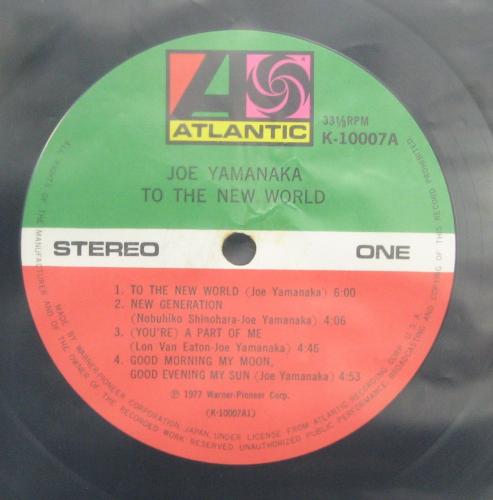 ATLANTIC
33⅓RPM
K-10007A
JOE YAMANAKA
TO THE NEW WORLD
STEREO
ONE
1. TO THE NEW WORLD (Joe Yamanaka) 6:00
2. NEW GENERATION
(Nobuhiko Shinohara-Joe Yamanaka) 4:06
3. (YOU'RE) A PART OF ME
(Lon Van Eaton-Joe Yamanaka) 4:46
4. GOOD MORNING MY MOON,
GOOD EVENING MY SUN (Joe Yamanaka) 4:53
℗ 1977 Warner-Pioneer Corp.
(K-10007A1)
MADE BY WARNER-PIONEER CORPORATION JAPAN, UNDER LICENSE FROM ATLANTIC RECORDING CORP. U.S.A.
ALL RIGHTS OF THE MANUFACTURER AND OF THE OWNER OF THE RECORDED WORK RESERVED UNAUTHORIZED PUBLIC PERFORMANCE BROADCASTING AND COPYING OF THIS RECORD PROHIBITED